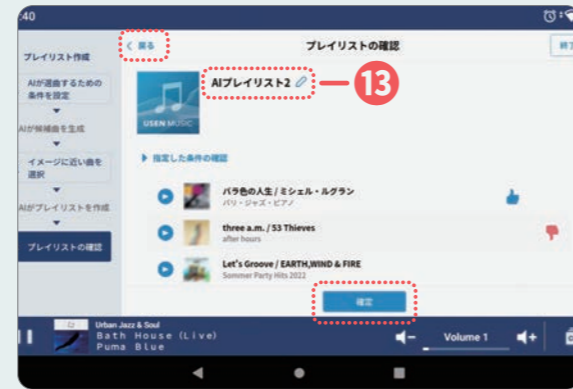 :40
プレイリスト作成
AIが選曲するための
条件を設定
AIが候補曲を生成
イメージに近い曲を
選択
AIがプレイリストを作成
プレイリストの確認
戻る
プレイリストの確認
終了
USEN MUSIC
AIプレイリスト2
13
指定した条件の確認
バラ色の人生 / ミシェル・ルグラン
パリ・ジャズ・ピアノ
three a.m. / 53 Thieves
after hours
Let's Groove / EARTH,WIND & FIRE
Sommer Party Hits 2022
確定
Urban Jazz & Soul
Bath House (Live)
Puma Blue
Volume 1